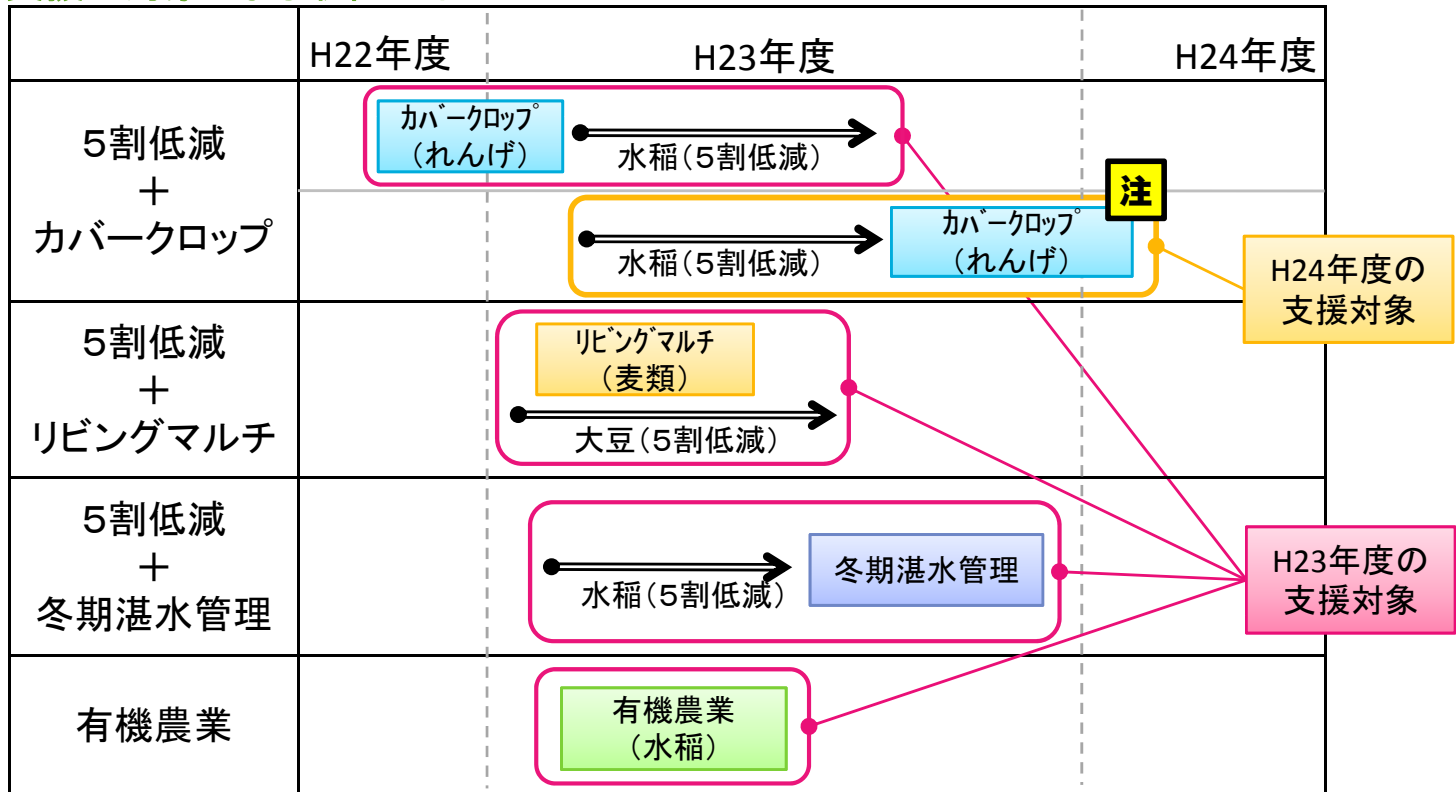 H22年度
H23年度
H24年度
５割低減
＋
カバークロップ
ｶﾊﾞｰｸﾛｯﾌﾟ
（れんげ）
水稲（５割低減）
注
水稲（５割低減）
ｶﾊﾞｰｸﾛｯﾌﾟ
（れんげ）
H24年度の
支援対象
５割低減
＋
リビングマルチ
ﾘﾋﾞﾝｸﾞﾏﾙﾁ
（麦類）
大豆（５割低減）
５割低減
＋
冬期湛水管理
水稲（５割低減）
冬期湛水管理
H23年度の
支援対象
有機農業
有機農業
（水稲）